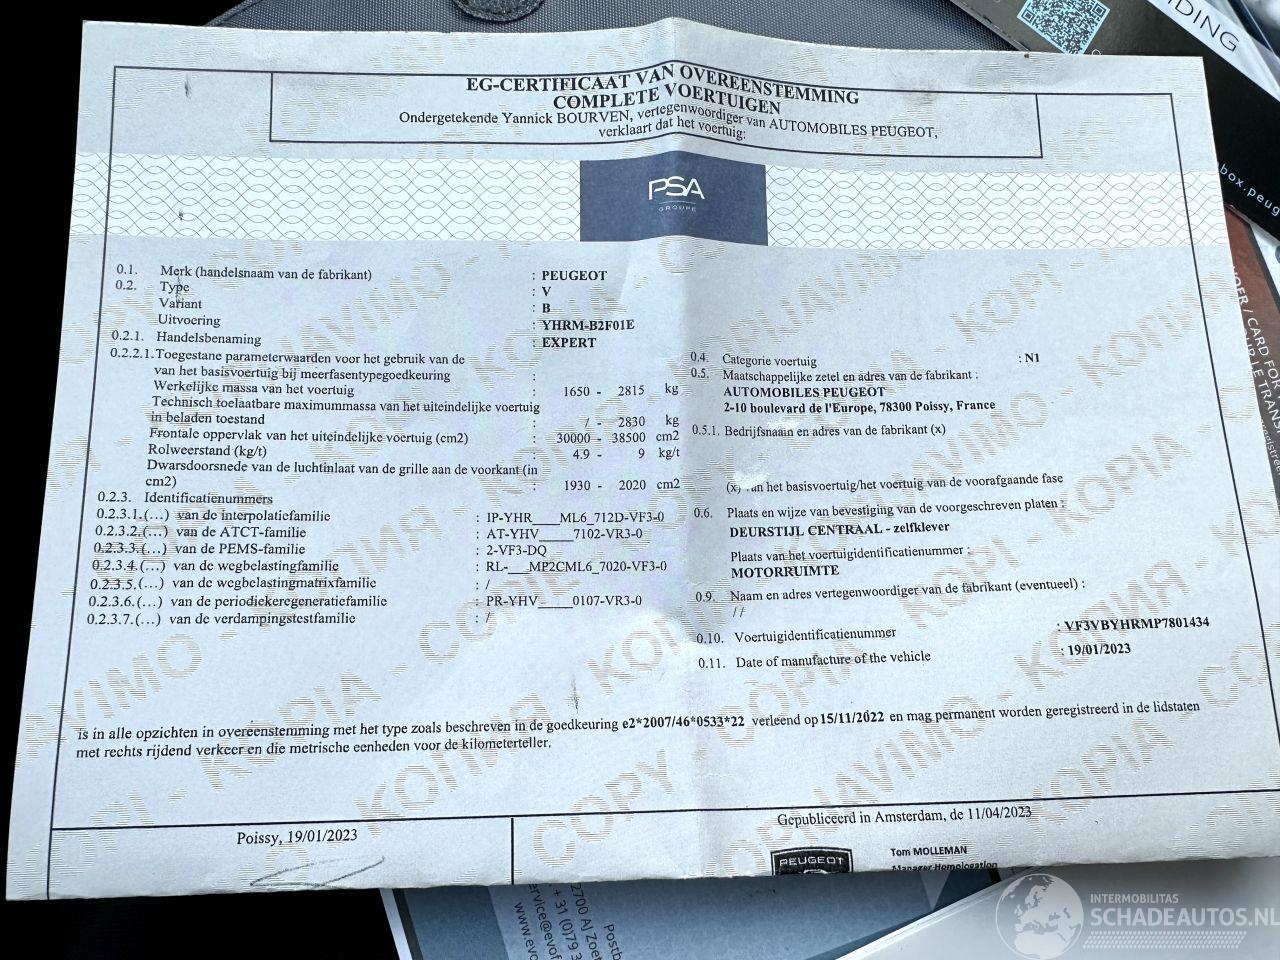 EG-CERTIFICAAT VAN OVEREENSTEMMING
COMPLETE VOERTUIGEN
Ondergetekende Yannick BOURVEN, vertegenwoordiger van AUTOMOBILES PEUGEOT,
verklaart dat het voertuig:
PSA
GROUPE
0.1. Merk (handelsnaam van de fabrikant) : PEUGEOT
0.2. Type : V
Variant : B
Uitvoering : YHRM-B2F01E
0.2.1. Handelsbenaming : EXPERT
0.2.2.1. Toegestane parameterwaarden voor het gebruik van de
van het basisvoertuig bij meerfasentypegoedkeuring :
Werkelijke massa van het voertuig 1650 - 2815 kg
Technisch toelaatbare maximummassa van het uiteindelijke voertuig
in beladen toestand : / - 2830 kg
Frontale oppervlak van het uiteindelijke voertuig (cm2) : 30000 - 38500 cm2
Rolweerstand (kg/t) : 4.9 - 9 kg/t
Dwarsdoorsnede van de luchtinlaat van de grille aan de voorkant (in
cm2) : 1930 - 2020 cm2
0.2.3. Identificatienummers
0.2.3.1.(...) van de interpolatiefamilie : IP-YHR____ML6_712D-VF3-0
0.2.3.2.(...) van de ATCT-familie : AT-YHV_____7102-VR3-0
0.2.3.3.(...) van de PEMS-familie : 2-VF3-DQ
0.2.3.4.(...) van de wegbelastingfamilie : RL-___MP2CML6_7020-VF3-0
0.2.3.5.(...) van de wegbelastingmatrixfamilie : /
0.2.3.6.(...) van de periodiekeregeneratiefamilie : PR-YHV_____0107-VR3-0
0.2.3.7.(...) van de verdampingstestfamilie : /
0.4. Categorie voertuig : N1
0.5. Maatschappelijke zetel en adres van de fabrikant :
AUTOMOBILES PEUGEOT
2-10 boulevard de l'Europe, 78300 Poissy, France
0.5.1. Bedrijfsnaam en adres van de fabrikant (x)
(x) van het basisvoertuig/het voertuig van de voorafgaande fase
0.6. Plaats en wijze van bevestiging van de voorgeschreven platen :
DEURSTIJL CENTRAAL - zelfklever
Plaats van het voertuigidentificatienummer :
MOTORRUIMTE
0.9. Naam en adres vertegenwoordiger van de fabrikant (eventueel) :
/ /
0.10. Voertuigidentificatienummer : VF3VBYHRMP7801434
0.11. Date of manufacture of the vehicle : 19/01/2023
is in alle opzichten in overeenstemming met het type zoals beschreven in de goedkeuring e2*2007/46*0533*22 verleend op 15/11/2022 en mag permanent worden geregistreerd in de lidstaten
met rechts rijdend verkeer en die metrische eenheden voor de kilometerteller.
Poissy, 19/01/2023
Gepubliceerd in Amsterdam, de 11/04/2023
PEUGEOT
Tom MOLLEMAN
Manager Homologation
INTERMOBILITAS
SCHADEAUTOS.NL